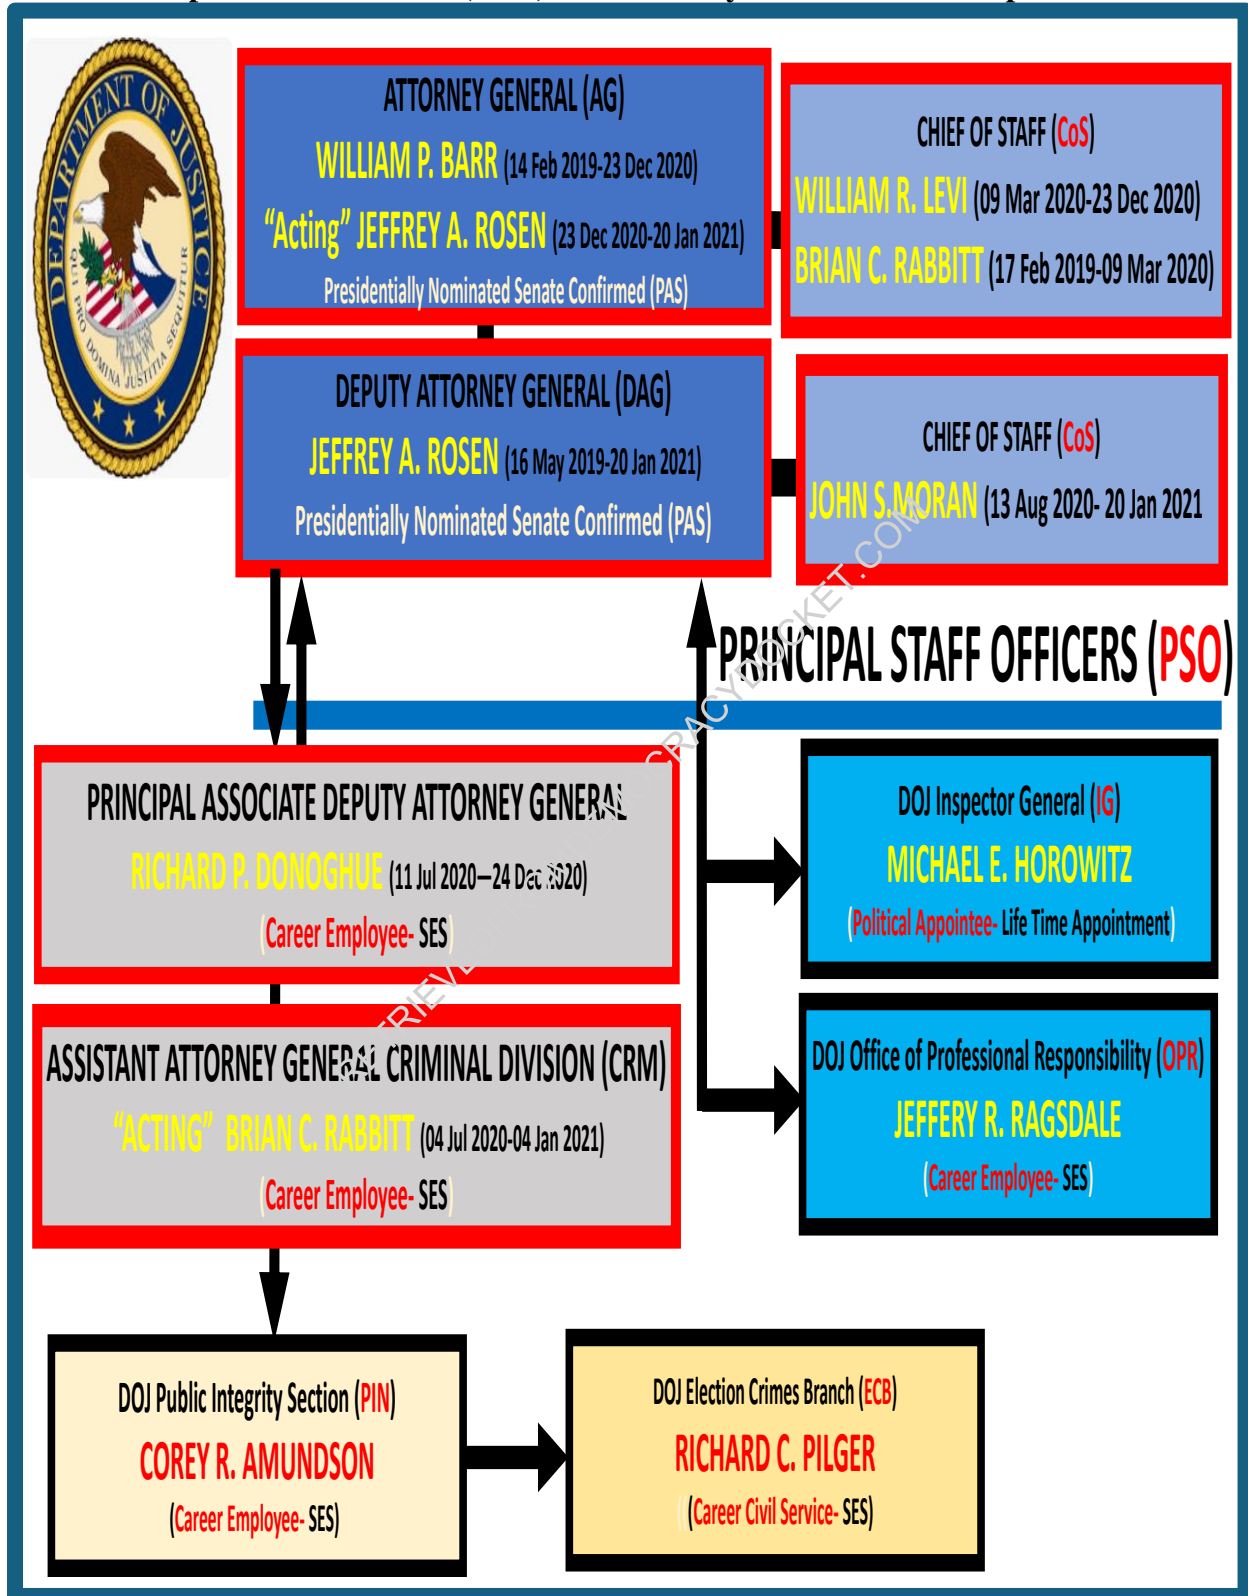 DEPARTMENT OF JUSTICE
QUI PRO DOMINA JUSTITIA SEQUITUR
ATTORNEY GENERAL (AG)
WILLIAM P. BARR (14 Feb 2019-23 Dec 2020)
“Acting” JEFFREY A. ROSEN (23 Dec 2020-20 Jan 2021)
Presidentially Nominated Senate Confirmed (PAS)
CHIEF OF STAFF (CoS)
WILLIAM R. LEVI (09 Mar 2020-23 Dec 2020)
BRIAN C. RABBITT (17 Feb 2019-09 Mar 2020)
DEPUTY ATTORNEY GENERAL (DAG)
JEFFREY A. ROSEN (16 May 2019-20 Jan 2021)
Presidentially Nominated Senate Confirmed (PAS)
CHIEF OF STAFF (CoS)
JOHN S.MORAN (13 Aug 2020- 20 Jan 2021
PRINCIPAL STAFF OFFICERS (PSO)
PRINCIPAL ASSOCIATE DEPUTY ATTORNEY GENERAL
RICHARD P. DONOGHUE (11 Jul 2020—24 Dec 2020)
(Career Employee- SES)
DOJ Inspector General (IG)
MICHAEL E. HOROWITZ
(Political Appointee- Life Time Appointment)
ASSISTANT ATTORNEY GENERAL CRIMINAL DIVISION (CRM)
“ACTING” BRIAN C. RABBITT (04 Jul 2020-04 Jan 2021)
(Career Employee- SES)
DOJ Office of Professional Responsibility (OPR)
JEFFERY R. RAGSDALE
(Career Employee- SES)
DOJ Public Integrity Section (PIN)
COREY R. AMUNDSON
(Career Employee- SES)
DOJ Election Crimes Branch (ECB)
RICHARD C. PILGER
(((Career Civil Service- SES)